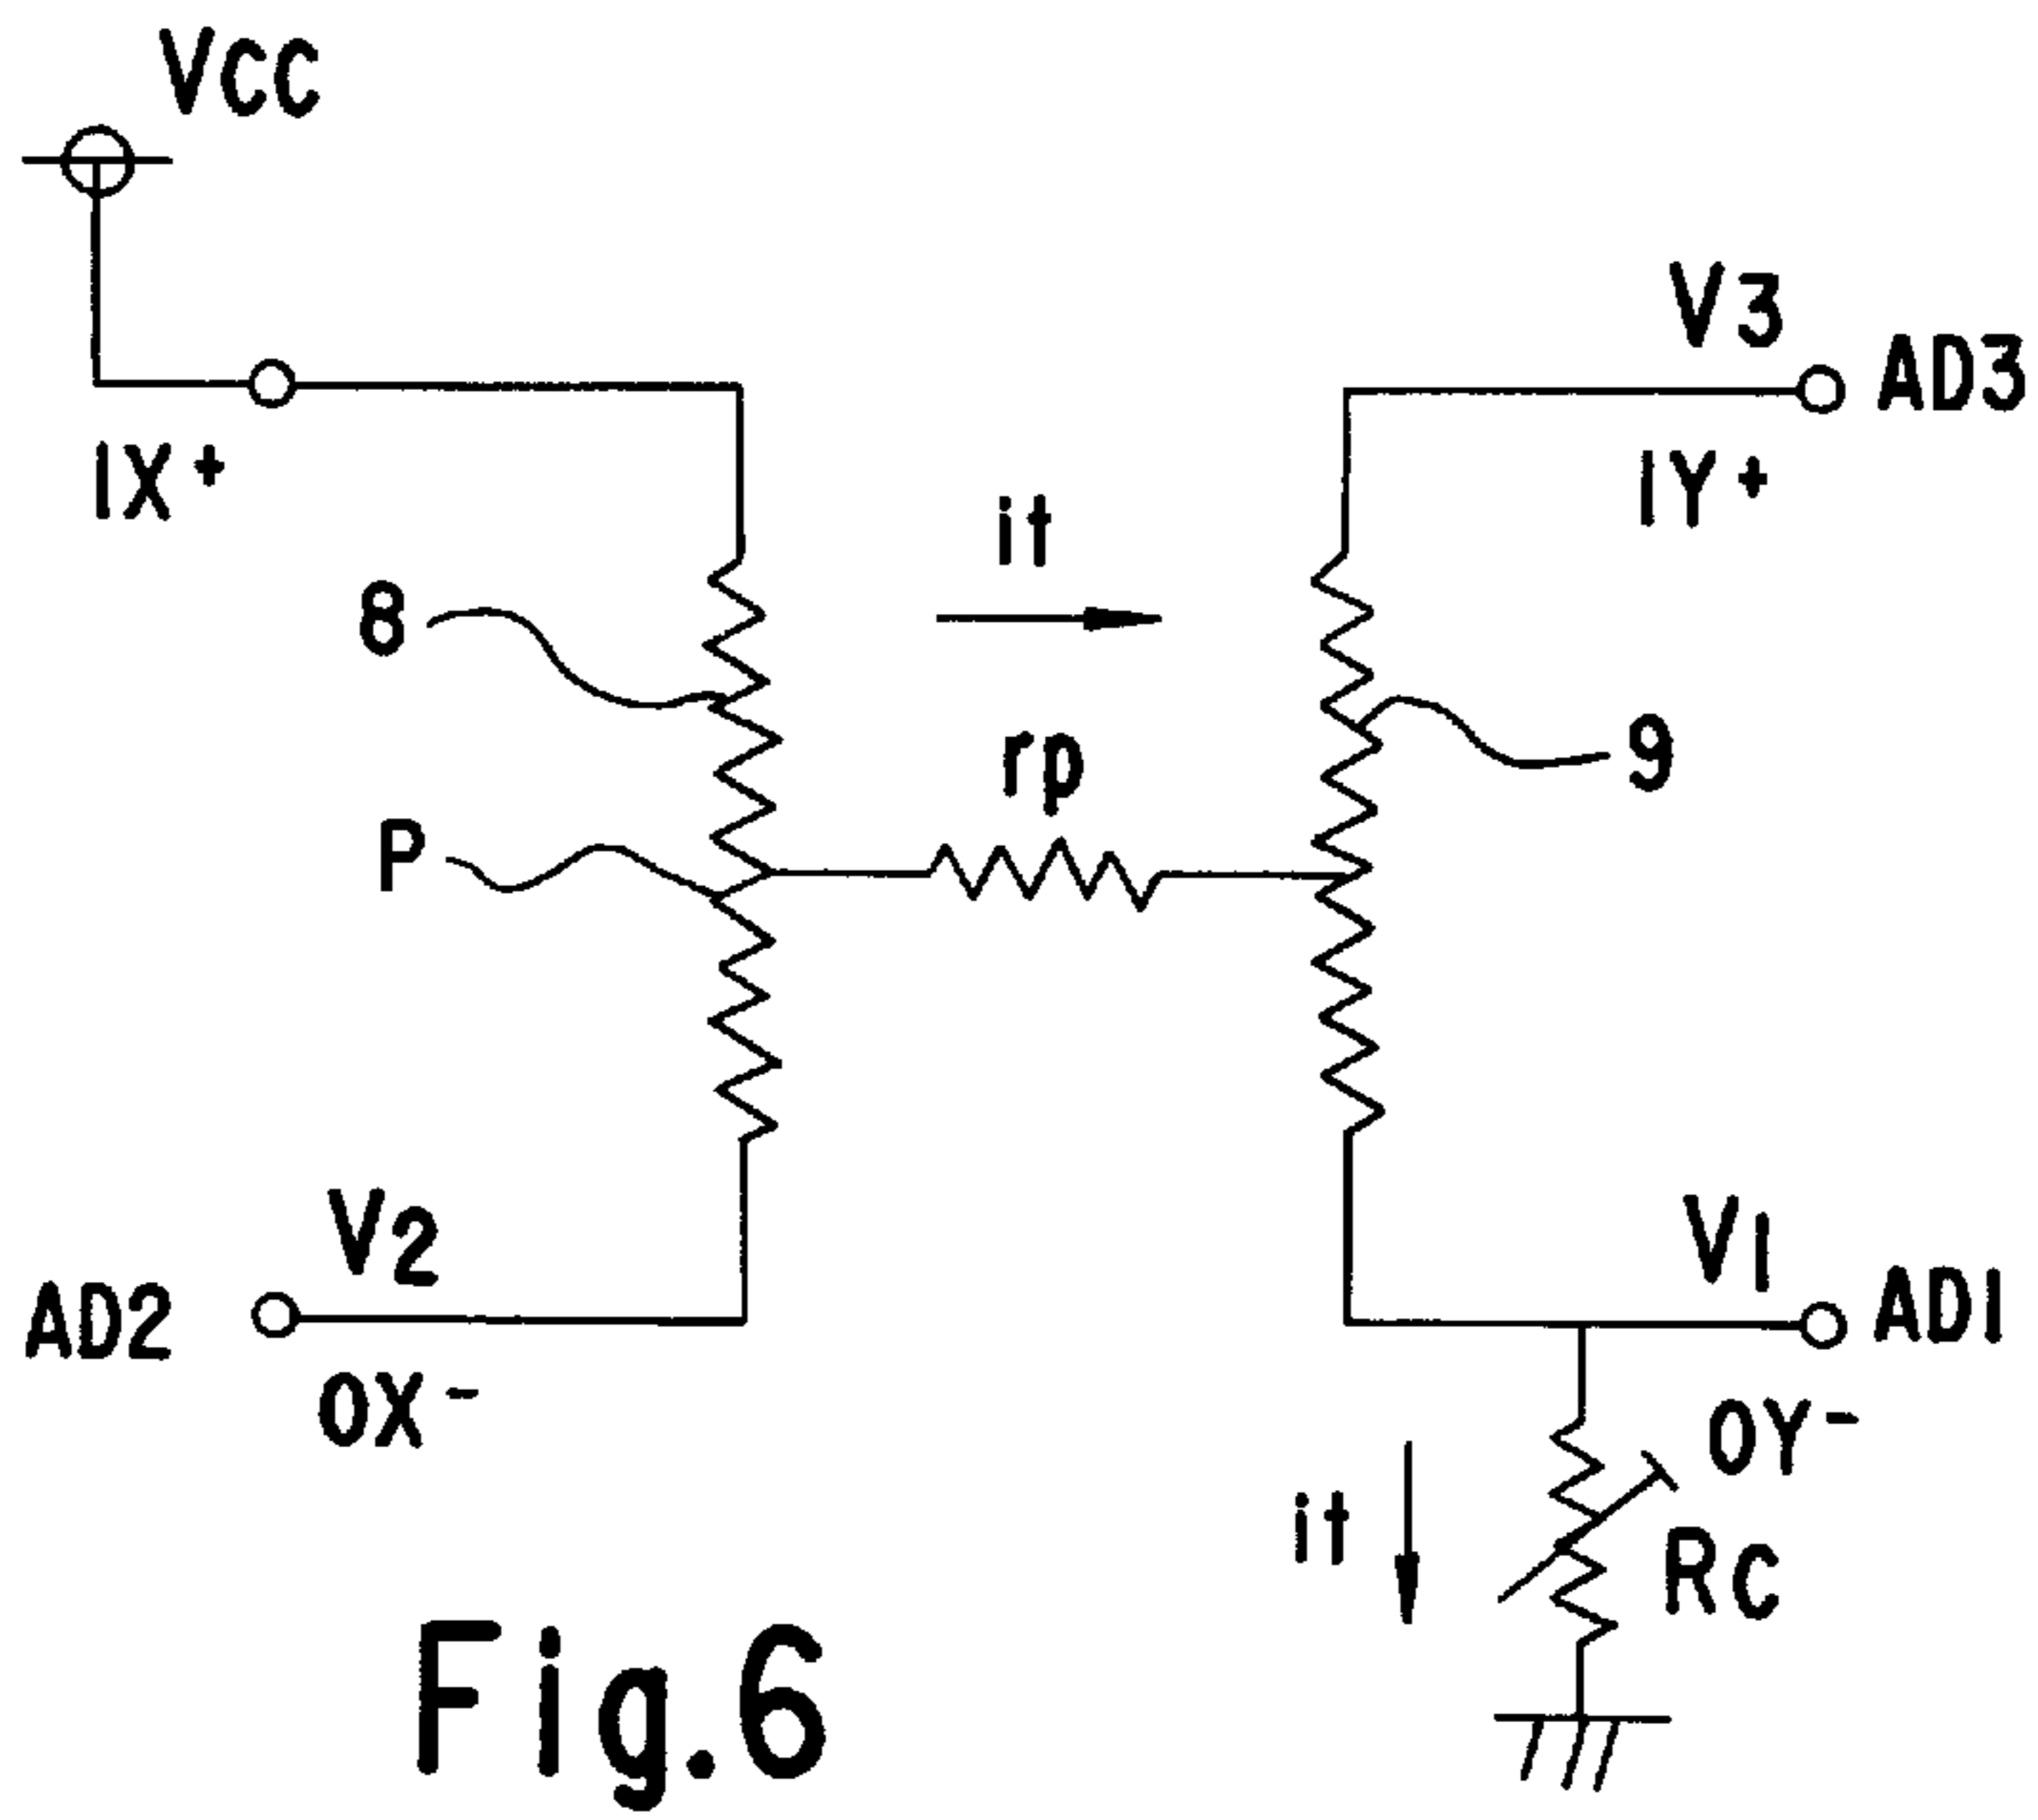 VCC
V3
AD3
IX+
IY+
it
8
rp
9
P
V2
V1
AD2
AD1
OX-
OY-
it
RC
Fig.6